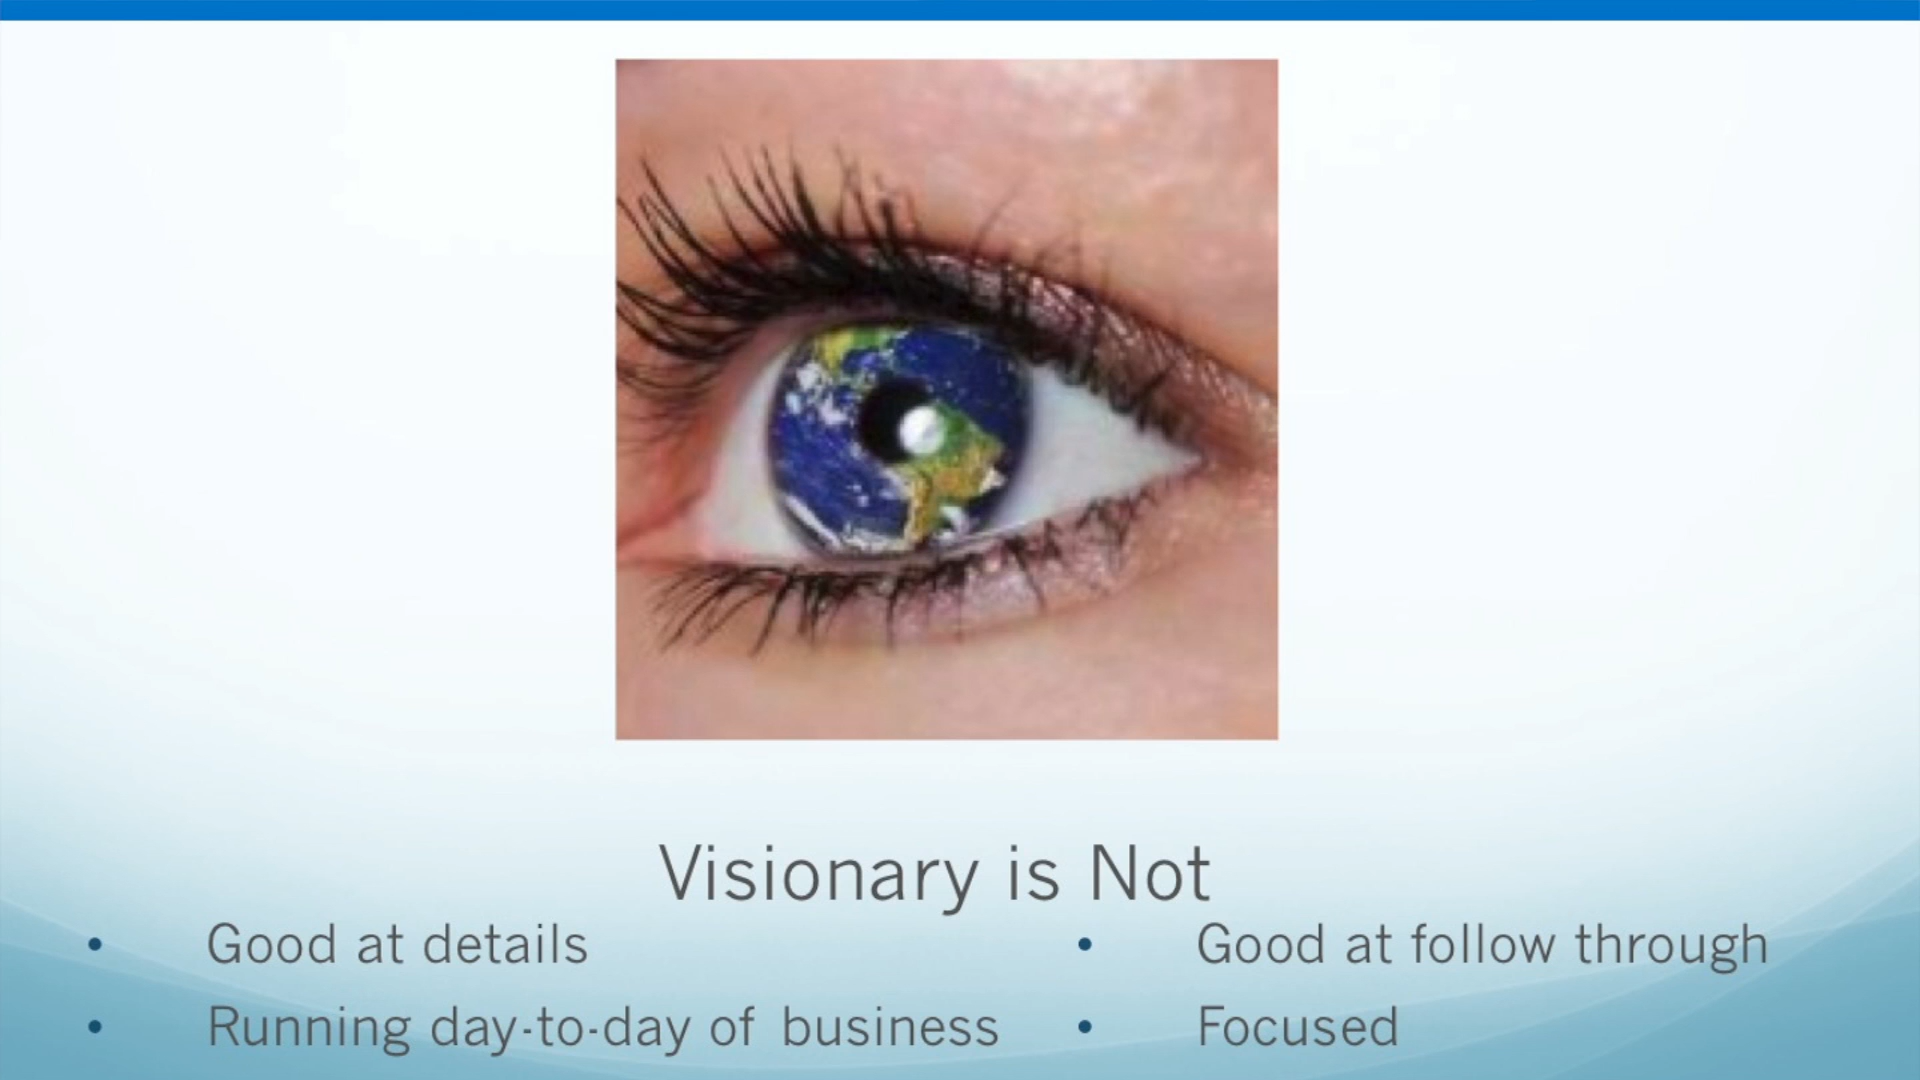 Visionary is Not
• Good at details
• Running day-to-day of business
• Good at follow through
• Focused